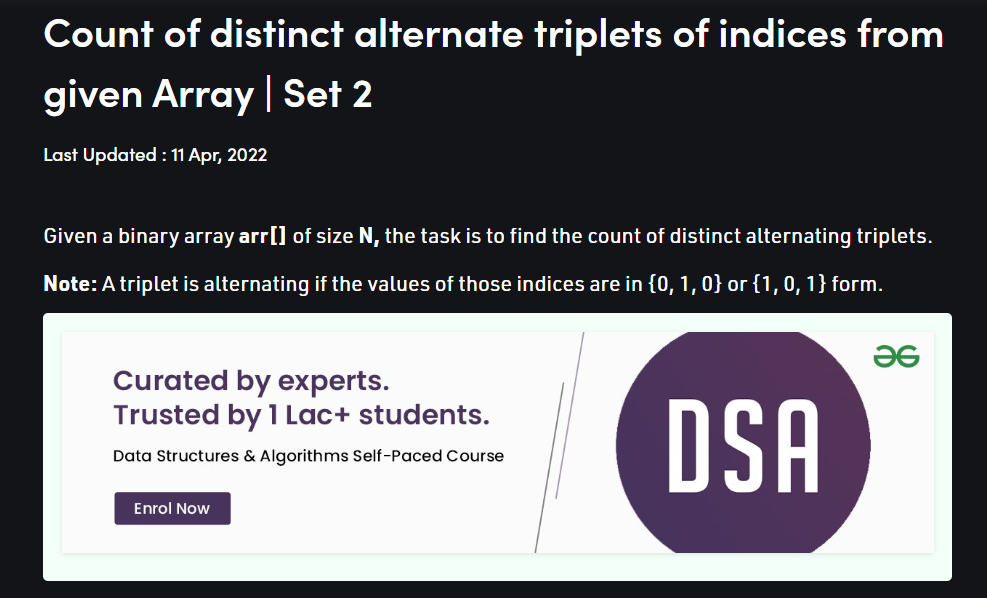 Count of distinct alternate triplets of indices from
given Array | Set 2
Last Updated : 11 Apr, 2022
Given a binary array arr[] of size N, the task is to find the count of distinct alternating triplets.
Note: A triplet is alternating if the values of those indices are in {0, 1, 0} or {1, 0, 1} form.
Curated by experts.
Trusted by 1 Lac+ students.
Data Structures & Algorithms Self-Paced Course
Enrol Now
DSA